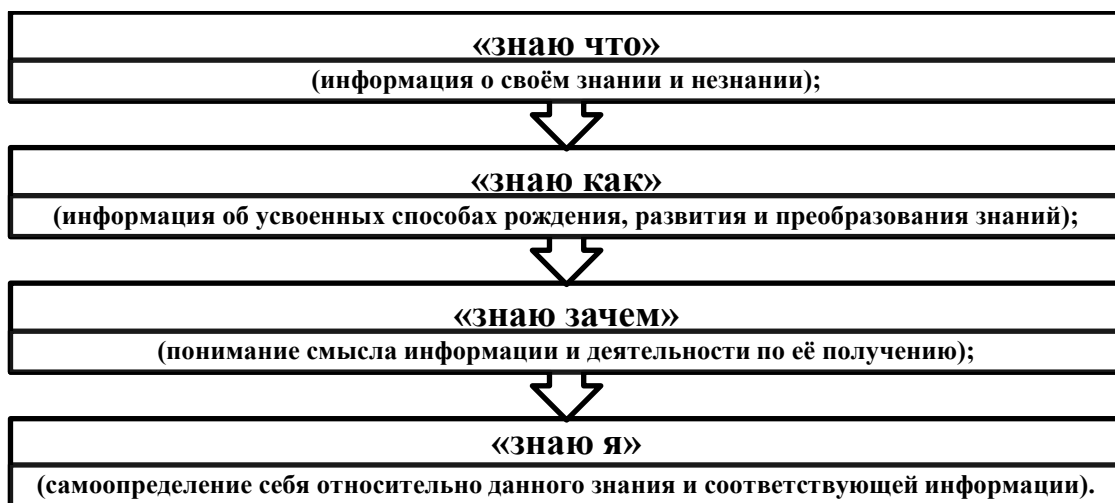 «знаю что»
(информация о своём знании и незнании);
«знаю как»
(информация об усвоенных способах рождения, развития и преобразования знаний);
«знаю зачем»
(понимание смысла информации и деятельности по её получению);
«знаю я»
(самоопределение себя относительно данного знания и соответствующей информации).